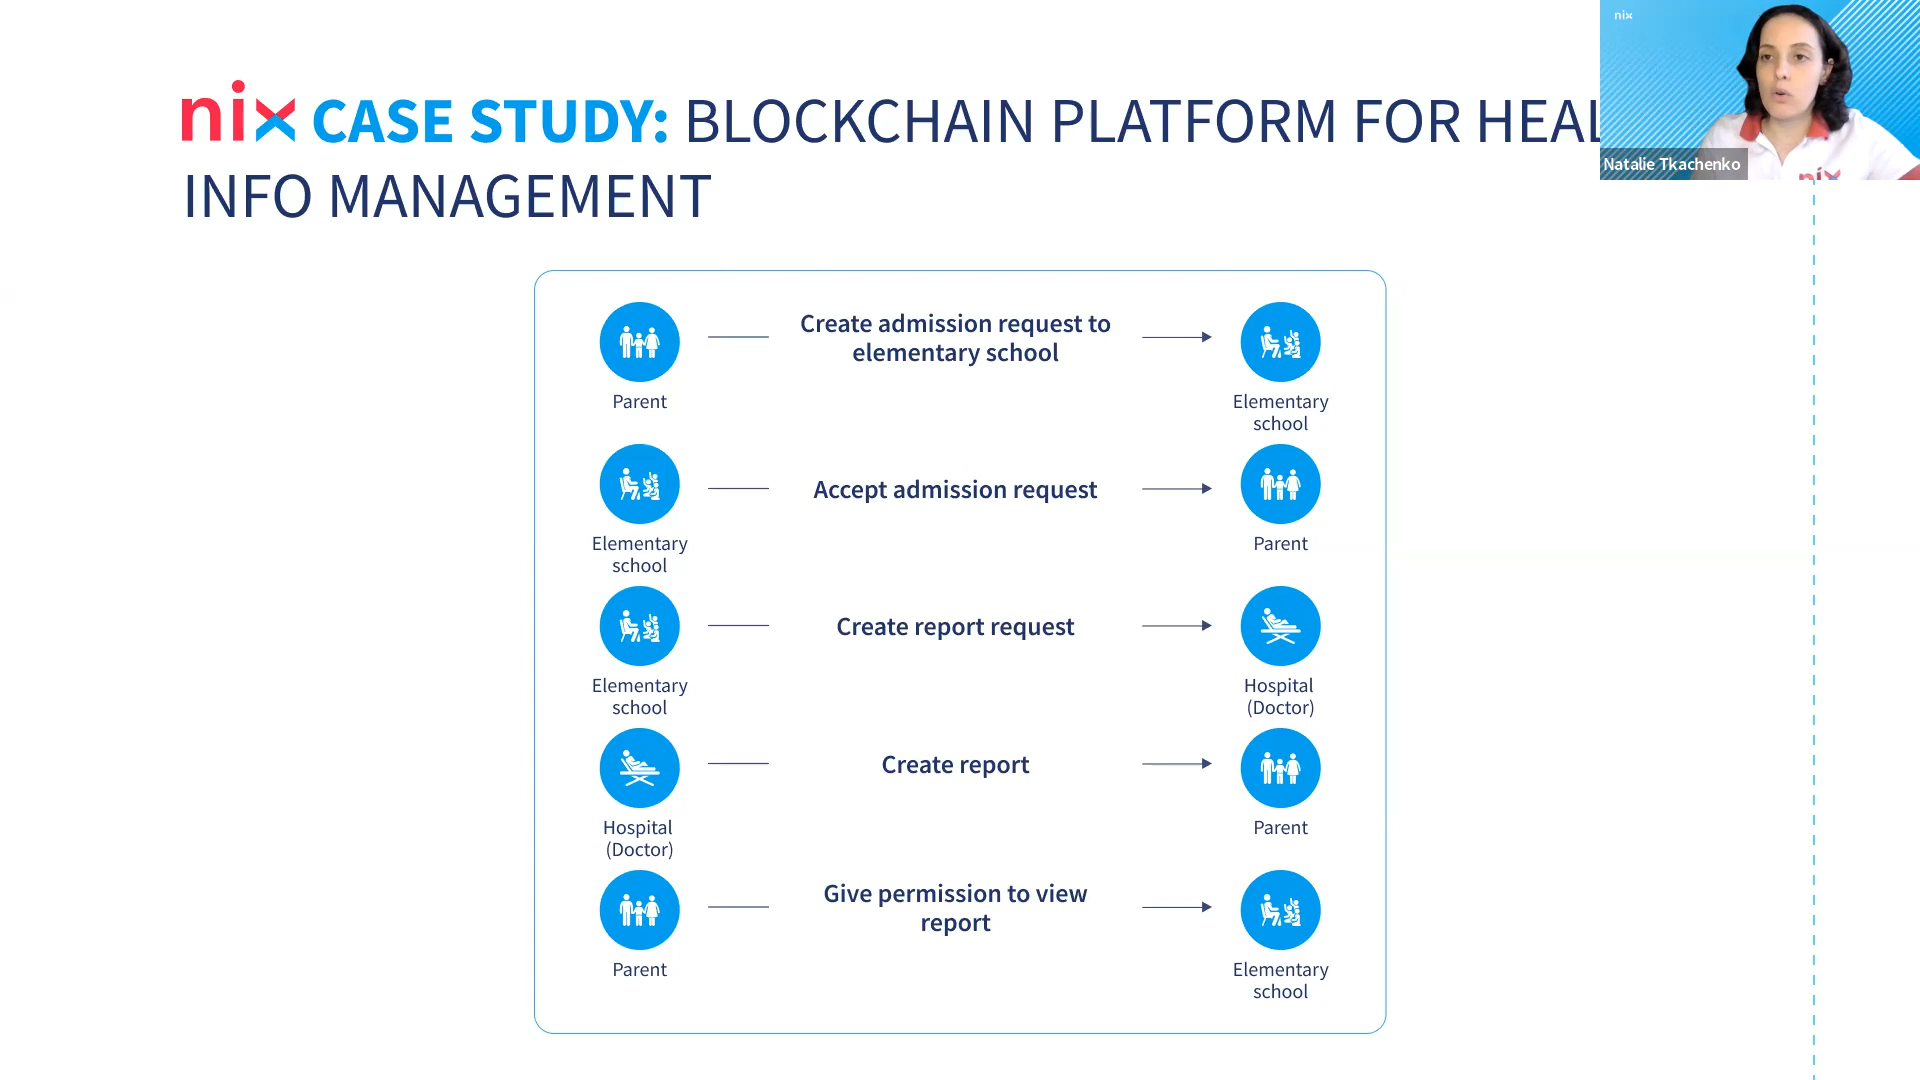 nix
nix CASE STUDY: BLOCKCHAIN PLATFORM FOR
INFO MANAGEMENT
Natalie Tkachenko
nix
Create admission request to
elementary school
Parent
Elementary
school
Accept admission request
Elementary
school
Parent
Create report request
Elementary
school
Hospital
(Doctor)
Create report
Hospital
(Doctor)
Parent
Give permission to view
report
Parent
Elementary
school